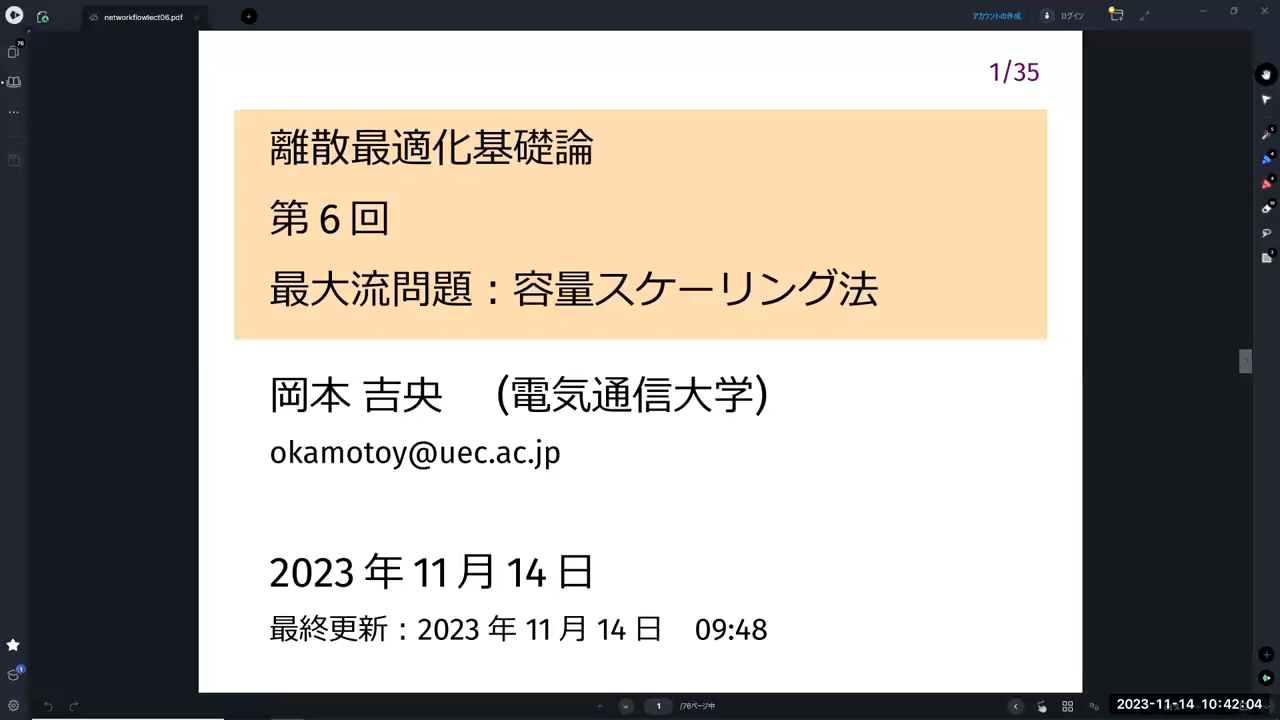 networkflowlect06.pdf
アカウントの作成
ログイン
76
1/35
離散最適化基礎論
第 6 回
最大流問題：容量スケーリング法
岡本 吉央 (電気通信大学)
okamotoy@uec.ac.jp
2023 年 11 月 14 日
最終更新：2023 年 11 月 14 日 09:48
1
/76ページ中
2023-11-14 10:42:04